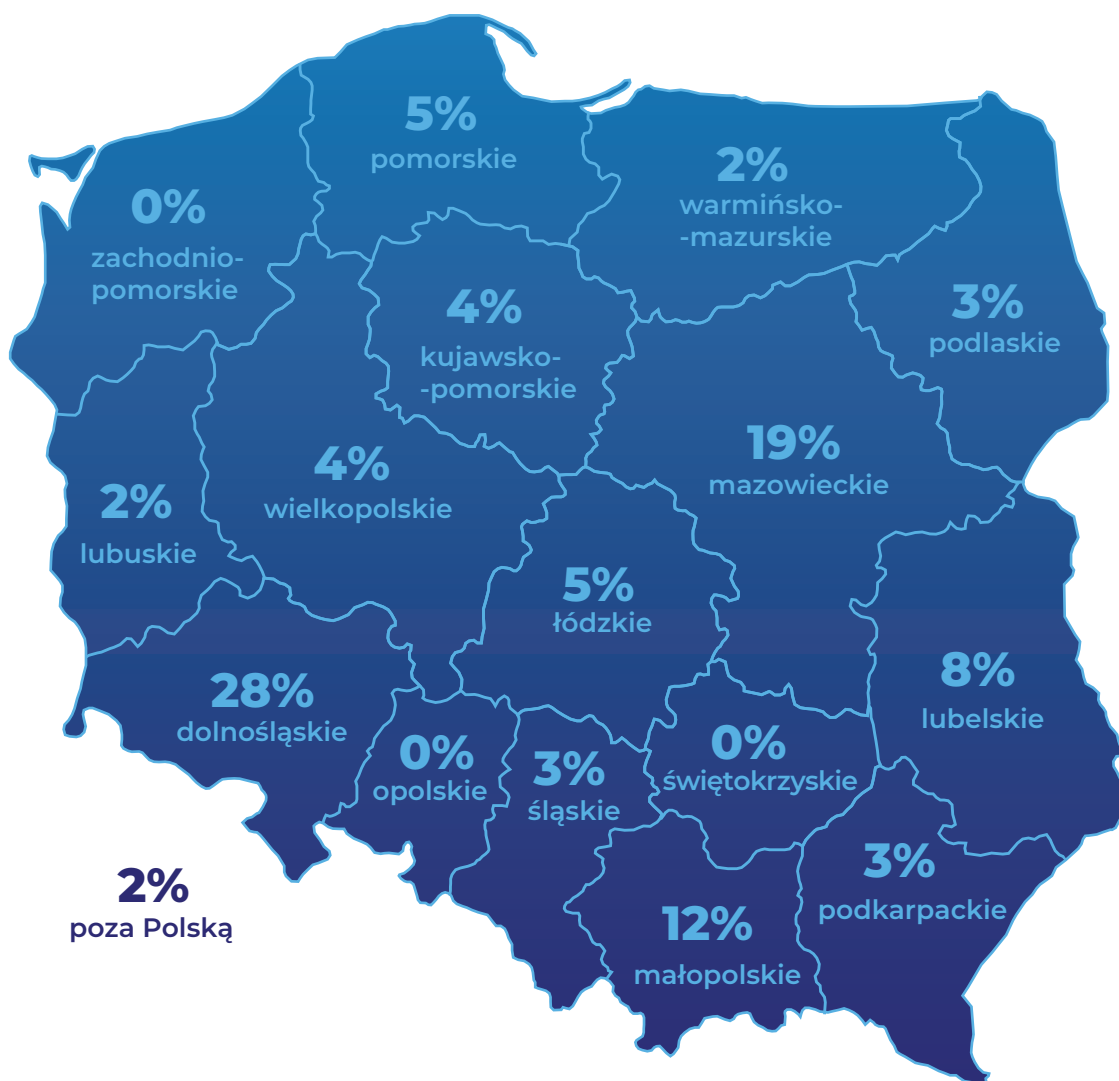 5%
pomorskie
2%
warmińsko-
-mazurskie
0%
zachodnio-
pomorskie
3%
podlaskie
4%
kujawsko-
-pomorskie
19%
mazowieckie
4%
wielkopolskie
2%
lubuskie
5%
łódzkie
8%
lubelskie
28%
dolnośląskie
0%
opolskie
3%
śląskie
0%
świętokrzyskie
3%
podkarpackie
2%
poza Polską
12%
małopolskie